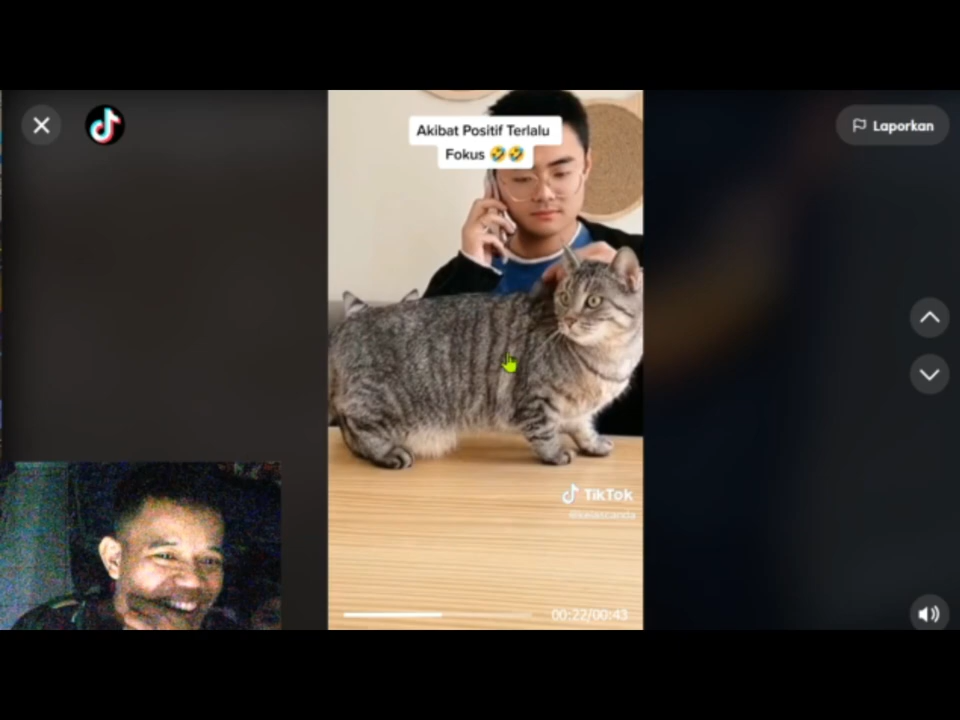 Akibat Positif Terlalu
Fokus 🤣🤣
Laporkan
TikTok
00:22/00:43